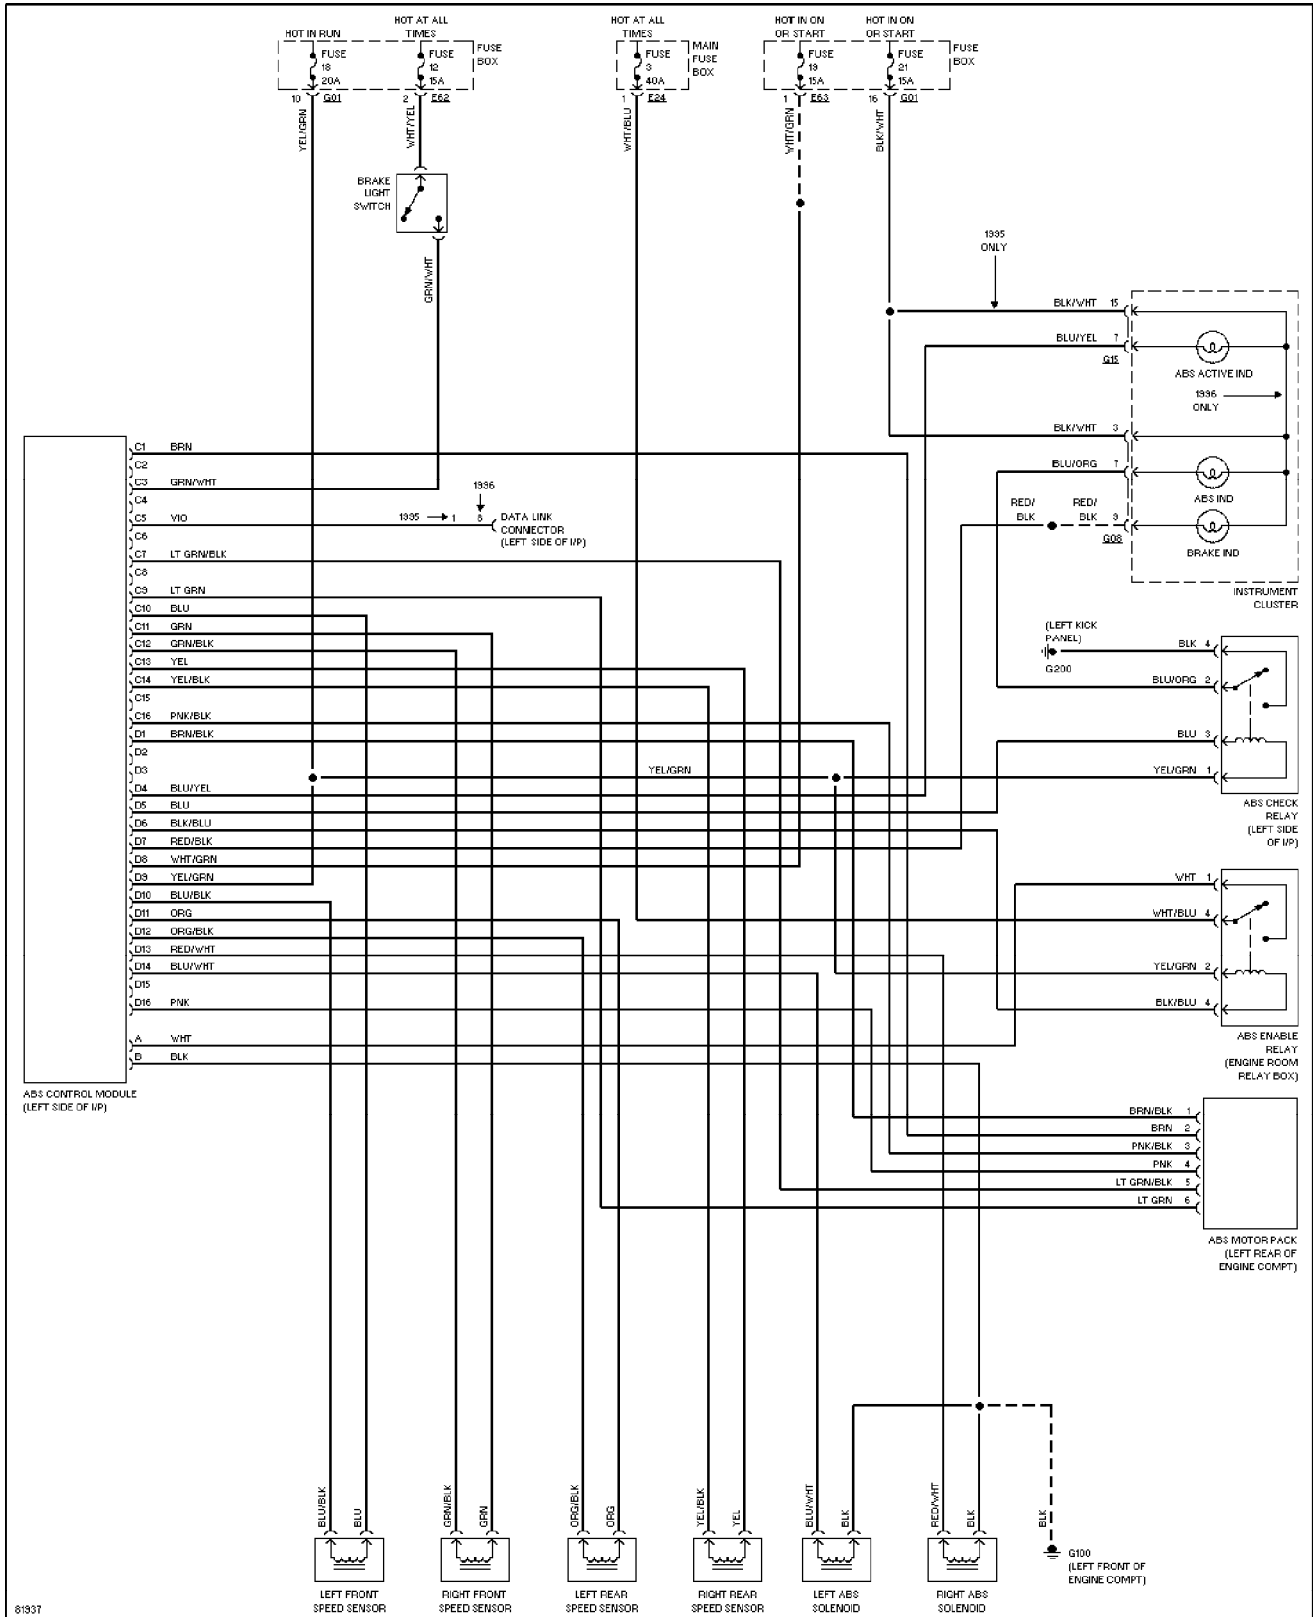 HOT IN RUN
HOT AT ALL
TIMES
HOT AT ALL
TIMES
HOT IN ON
OR START
HOT IN ON
OR START
FUSE
18
20A
FUSE
12
15A
FUSE
BOX
FUSE
3
40A
MAIN
FUSE
BOX
FUSE
19
15A
FUSE
21
15A
FUSE
BOX
10 G01
2 E62
1 E24
1 E63
16 G01
YEL/GRN
WHT/YEL
WHT/BLU
WHT/GRN
BLK/WHT
BRAKE
LIGHT
SWITCH
GRN/WHT
1995
ONLY
BLK/WHT 15
BLU/YEL 7
G15
ABS ACTIVE IND
1996
ONLY
BLK/WHT 3
BLU/ORG 7
ABS IND
RED/
BLK
RED/
BLK 9
G08
BRAKE IND
INSTRUMENT
CLUSTER
C1 BRN
C2
C3 GRN/WHT
C4
C5 VIO
C6
C7 LT GRN/BLK
C8
C9 LT GRN
C10 BLU
C11 GRN
C12 GRN/BLK
C13 YEL
C14 YEL/BLK
C15
C16 PNK/BLK
D1 BRN/BLK
D2
D3
D4 BLU/YEL
D5 BLU
D6 BLK/BLU
D7 RED/BLK
D8 WHT/GRN
D9 YEL/GRN
D10 BLU/BLK
D11 ORG
D12 ORG/BLK
D13 RED/WHT
D14 BLU/WHT
D15
D16 PNK
A WHT
B BLK
ABS CONTROL MODULE
(LEFT SIDE OF I/P)
1996
1995 1 8
DATA LINK
CONNECTOR
(LEFT SIDE OF I/P)
YEL/GRN
(LEFT KICK
PANEL)
G200
BLK 4
BLU/ORG 2
BLU 3
YEL/GRN 1
ABS CHECK
RELAY
(LEFT SIDE
OF I/P)
WHT 1
WHT/BLU 4
YEL/GRN 2
BLK/BLU 4
ABS ENABLE
RELAY
(ENGINE ROOM
RELAY BOX)
BRN/BLK 1
BRN 2
PNK/BLK 3
PNK 4
LT GRN/BLK 5
LT GRN 6
ABS MOTOR PACK
(LEFT REAR OF
ENGINE COMPT)
BLU/BLK
BLU
GRN/BLK
GRN
ORG/BLK
ORG
YEL/BLK
YEL
BLU/WHT
BLK
RED/WHT
BLK
BLK
G100
(LEFT FRONT OF
ENGINE COMPT)
LEFT FRONT
SPEED SENSOR
RIGHT FRONT
SPEED SENSOR
LEFT REAR
SPEED SENSOR
RIGHT REAR
SPEED SENSOR
LEFT ABS
SOLENOID
RIGHT ABS
SOLENOID
81937